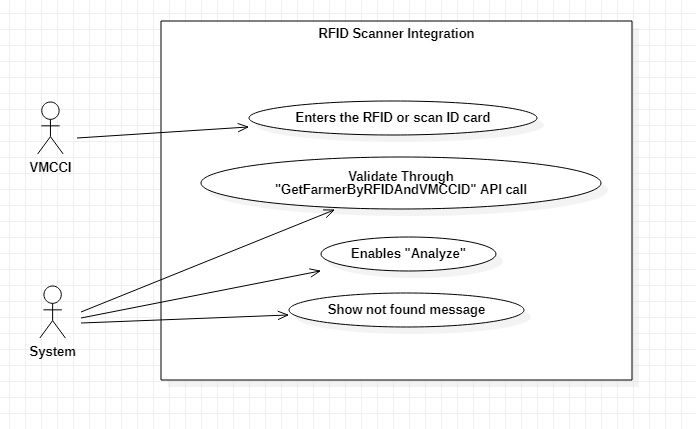 RFID Scanner Integration
Enters the RFID or scan ID card
VMCCI
Validate Through
"GetFarmerByRFIDAndVMCCID" API call
Enables "Analyze"
Show not found message
System